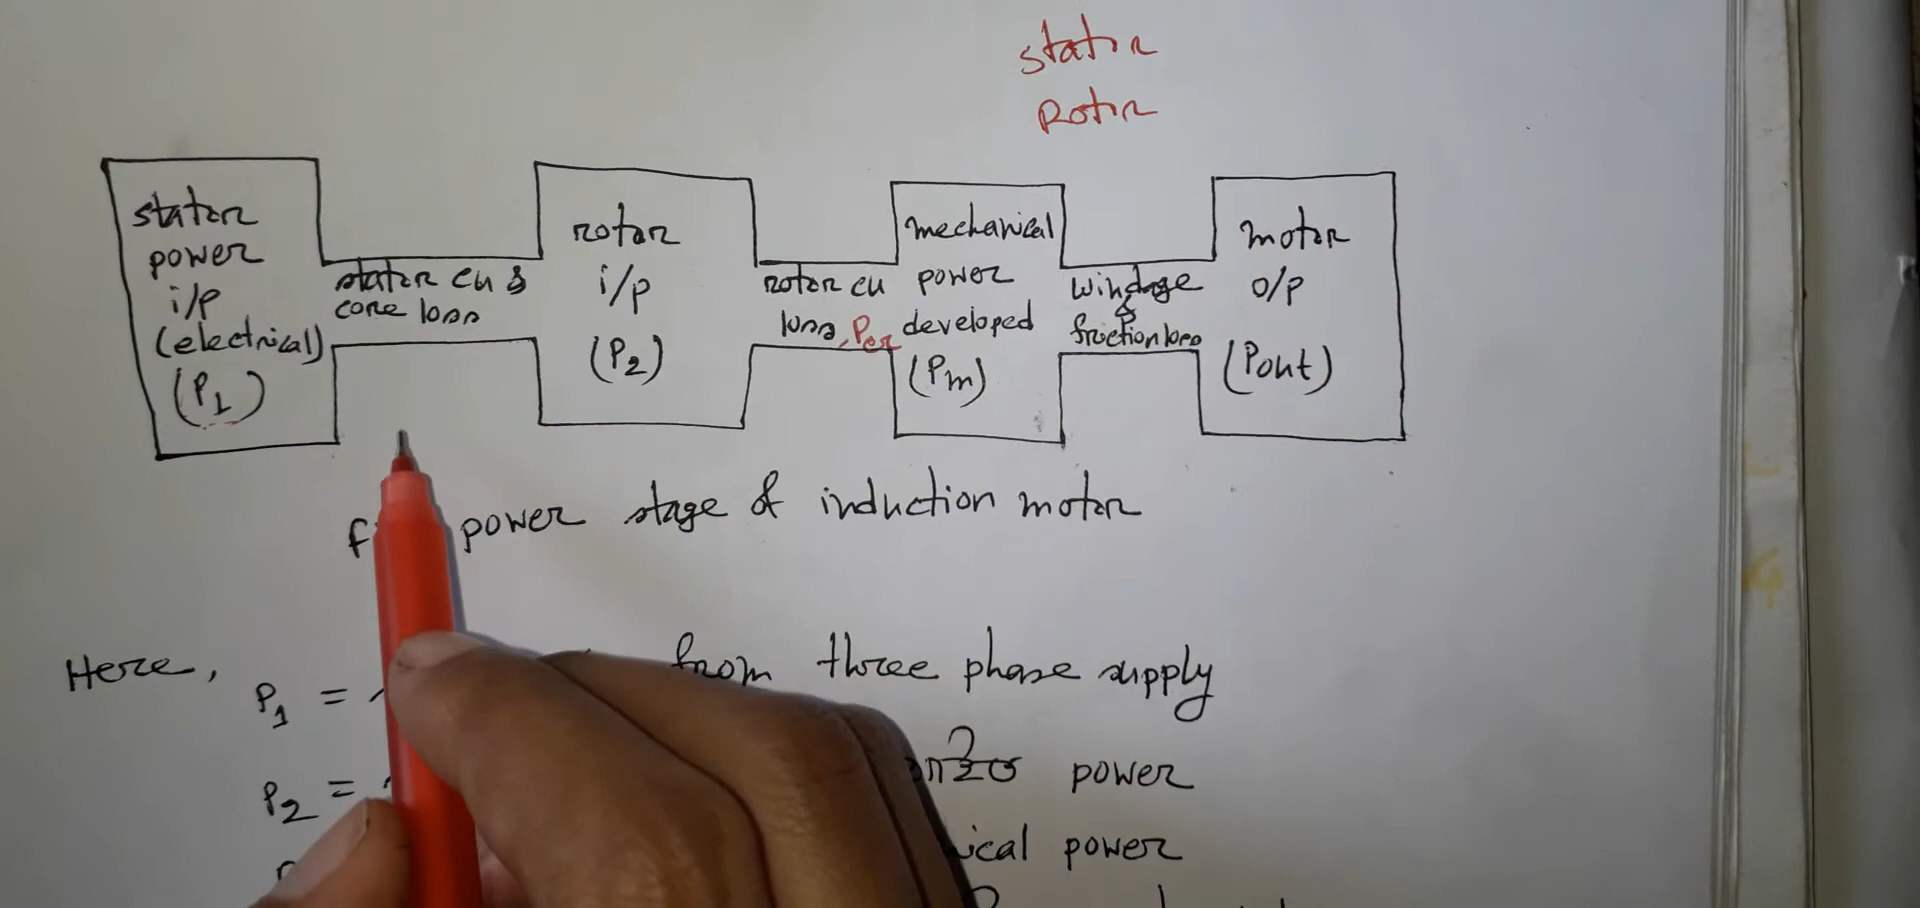 stator
Rotor
stator
power
i/p
(electrical)
(P1)
stator cu &
core loss
rotor
i/p
(P2)
rotor cu
loss, Pcr
mechanical
power
developed
(Pm)
windage
&
friction loss
motor
o/p
(Pout)
power stage of induction motor
Here,
P1 = from three phase supply
P2 = power
power